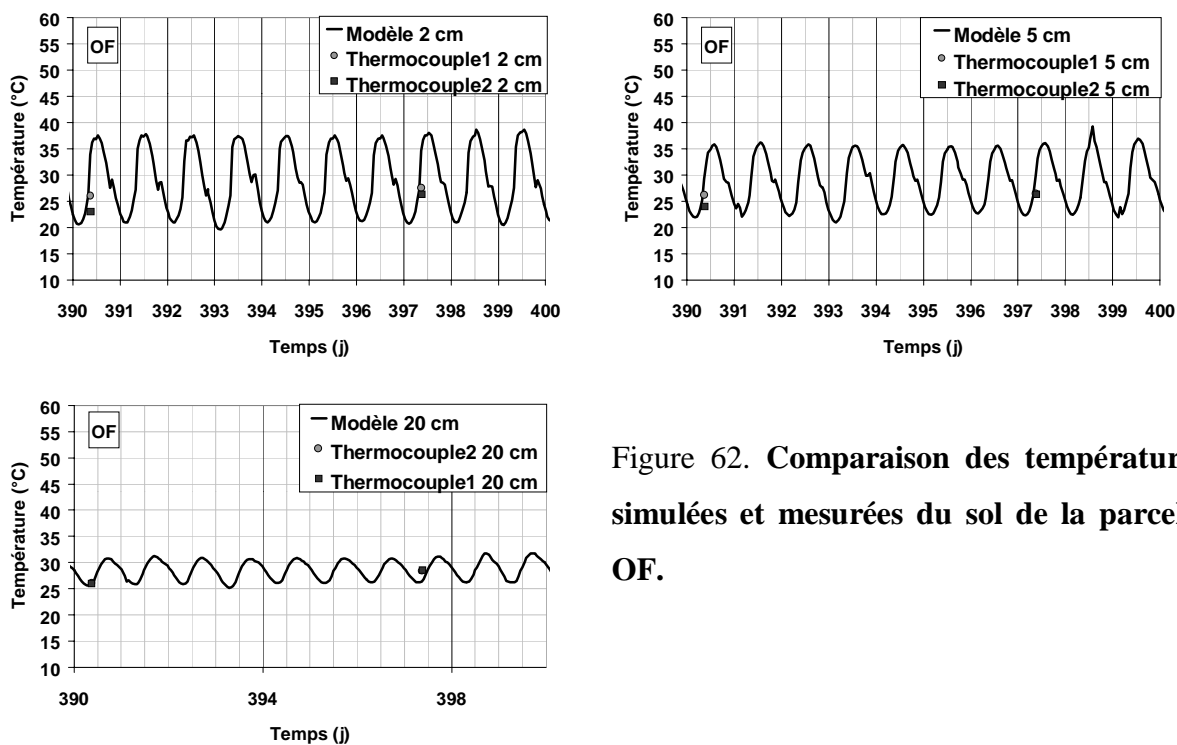 60
55
50
45
40
35
30
25
20
15
10
Température (°C)
OF
Modèle 2 cm
Thermocouple1 2 cm
Thermocouple2 2 cm
390 391 392 393 394 395 396 397 398 399 400
Temps (j)
60
55
50
45
40
35
30
25
20
15
10
Température (°C)
OF
Modèle 5 cm
Thermocouple1 5 cm
Thermocouple2 5 cm
390 391 392 393 394 395 396 397 398 399 400
Temps (j)
60
55
50
45
40
35
30
25
20
15
10
Température (°C)
OF
Modèle 20 cm
Thermocouple2 20 cm
Thermocouple1 20 cm
390 394 398
Temps (j)
Figure 62. Comparaison des températur
simulées et mesurées du sol de la parcel
OF.